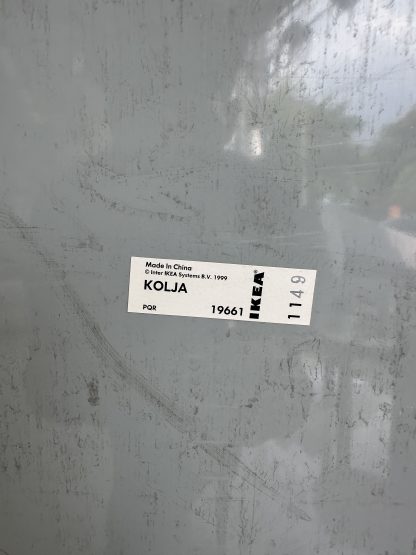 Made in China
© Inter IKEA Systems B.V. 1999
KOLJA
PQR 19661
IKEA®
1149